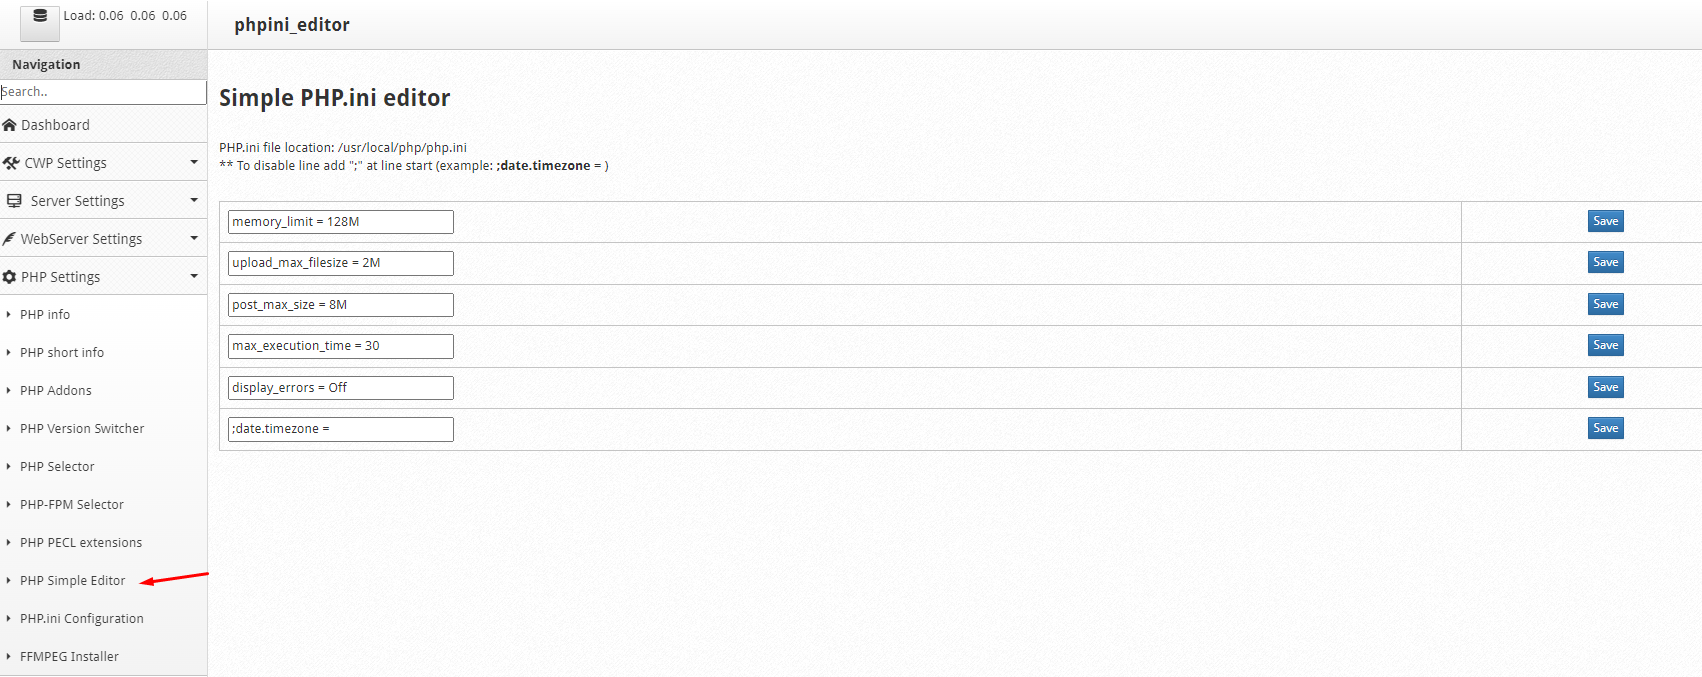 Load: 0.06  0.06  0.06
phpini_editor
Navigation
Search..
Dashboard
CWP Settings
Server Settings
WebServer Settings
PHP Settings
PHP info
PHP short info
PHP Addons
PHP Version Switcher
PHP Selector
PHP-FPM Selector
PHP PECL extensions
PHP Simple Editor
PHP.ini Configuration
FFMPEG Installer
Simple PHP.ini editor
PHP.ini file location: /usr/local/php/php.ini
** To disable line add ";" at line start (example: ;date.timezone = )
memory_limit = 128M Save
upload_max_filesize = 2M Save
post_max_size = 8M Save
max_execution_time = 30 Save
display_errors = Off Save
;date.timezone = Save